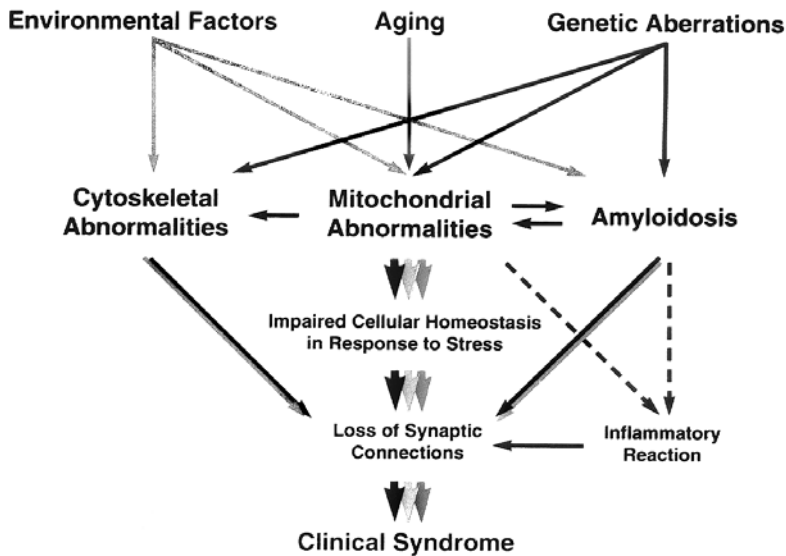 Environmental Factors
Aging
Genetic Aberrations
Cytoskeletal
Abnormalities
Mitochondrial
Abnormalities
Amyloidosis
Impaired Cellular Homeostasis
in Response to Stress
Loss of Synaptic
Connections
Inflammatory
Reaction
Clinical Syndrome